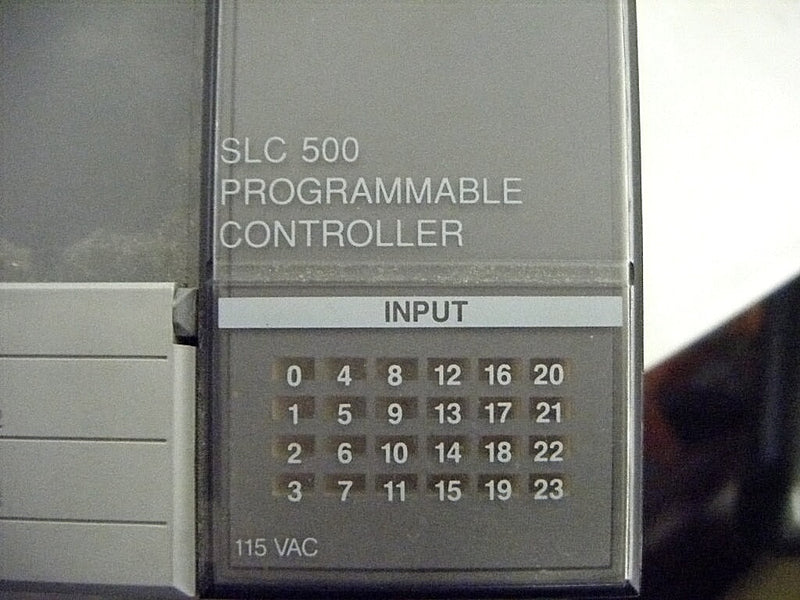 SLC 500
PROGRAMMABLE
CONTROLLER
INPUT
0 4 8 12 16 20
1 5 9 13 17 21
2 6 10 14 18 22
3 7 11 15 19 23
115 VAC